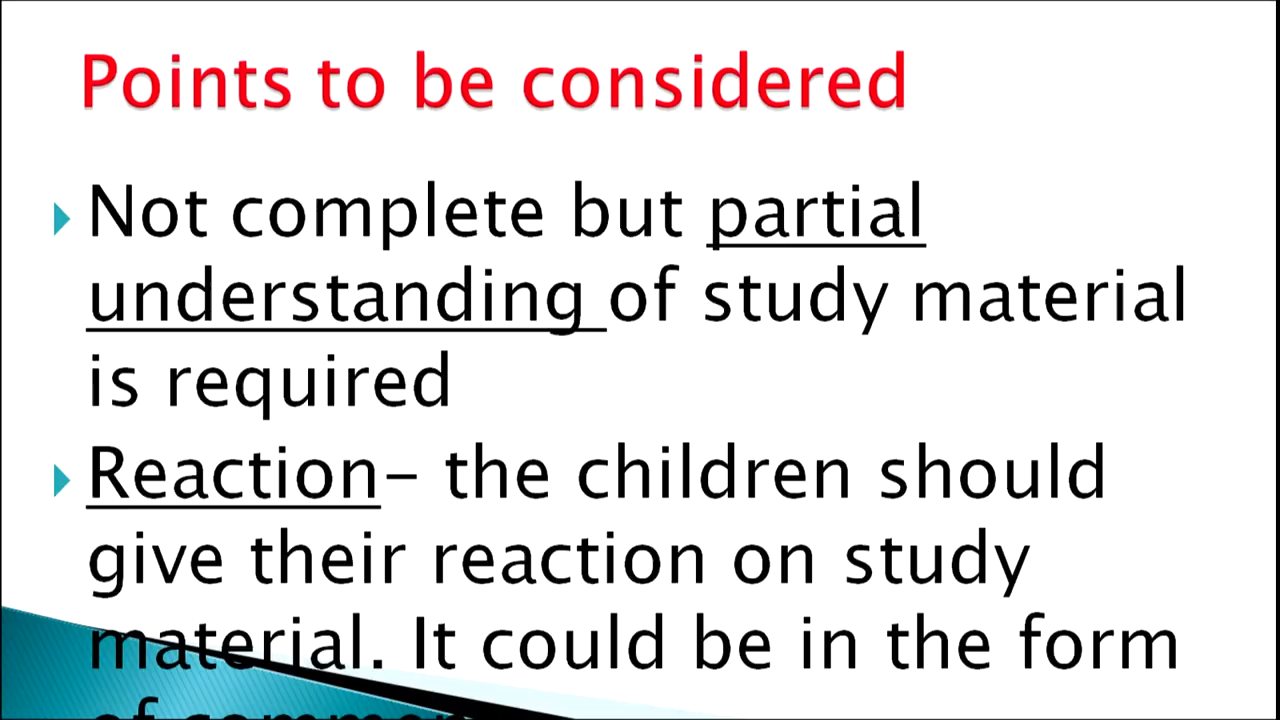 Points to be considered
Not complete but partial
understanding of study material
is required
Reaction- the children should
give their reaction on study
material. It could be in the form
of